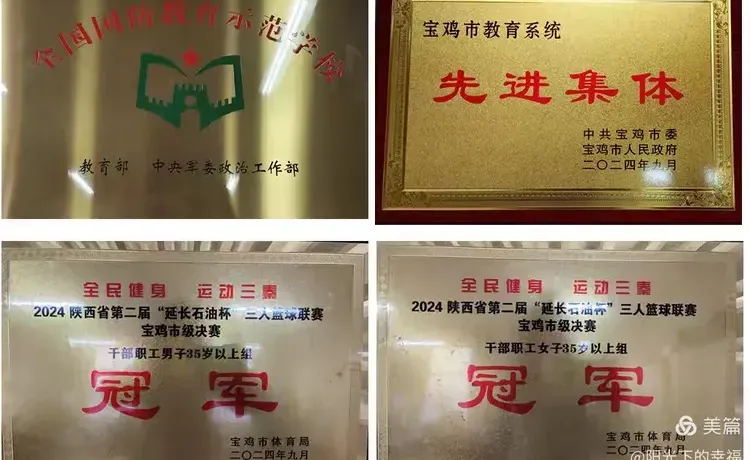 全国国防教育示范学校
教育部 中央军委政治工作部
宝鸡市教育系统
先进集体
中共宝鸡市委
宝鸡市人民政府
二〇二四年九月
全民健身 运动三秦
2024陕西省第二届“延长石油杯”三人篮球联赛
宝鸡市级决赛
干部职工男子35岁以上组
冠军
宝鸡市体育局
二〇二四年九月
全民健身 运动三秦
2024陕西省第二届“延长石油杯”三人篮球联赛
宝鸡市级决赛
干部职工女子35岁以上组
冠军
宝鸡市体育局
二〇二四年九月
美篇
@阳光下的幸福